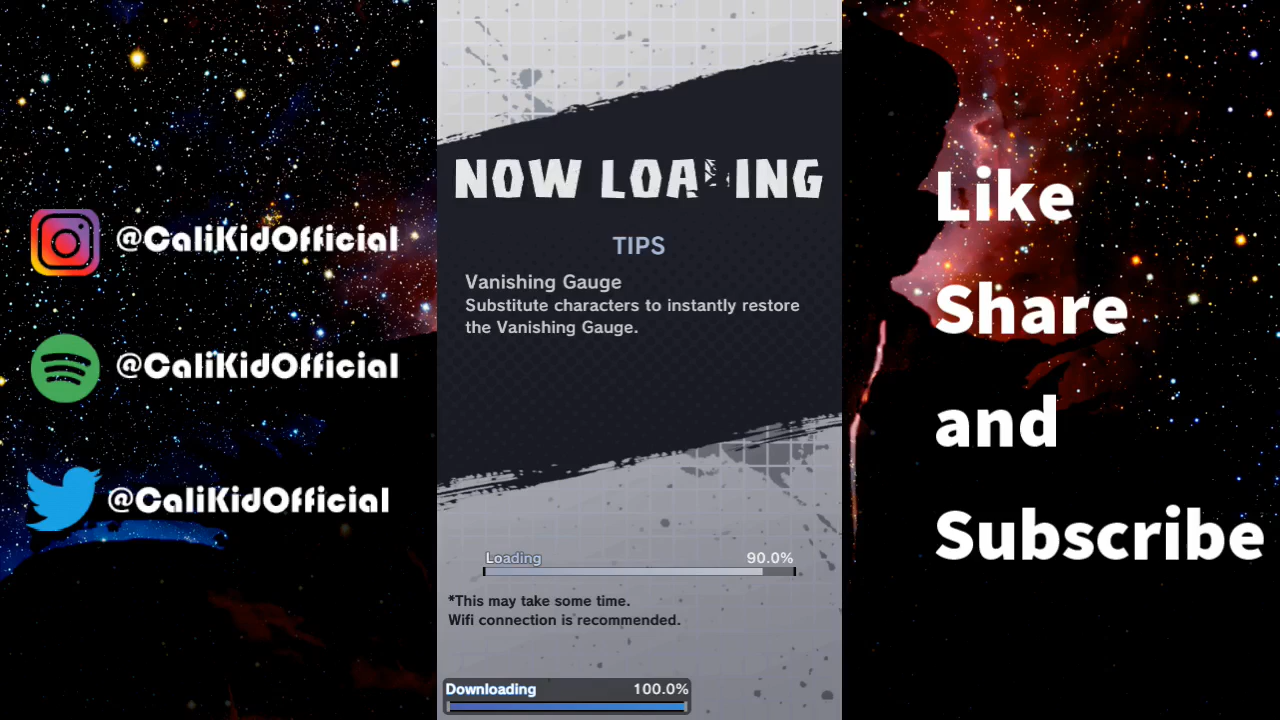 @CaliKidOfficial
@CaliKidOfficial
@CaliKidOfficial
NOW LOADING
TIPS
Vanishing Gauge
Substitute characters to instantly restore
the Vanishing Gauge.
Loading 90.0%
*This may take some time.
Wifi connection is recommended.
Downloading 100.0%
Like
Share
and
Subscribe